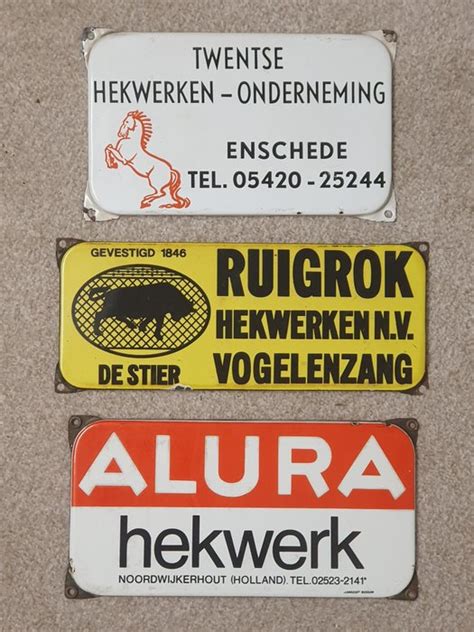 TWENTSE
HEKWERKEN - ONDERNEMING
ENSCHEDE
TEL. 05420 - 25244
GEVESTIGD 1846
DE STIER
RUIGROK
HEKWERKEN N.V.
VOGELENZANG
ALURA
hekwerk
NOORDWIJKERHOUT (HOLLAND). TEL. 02523-2141*